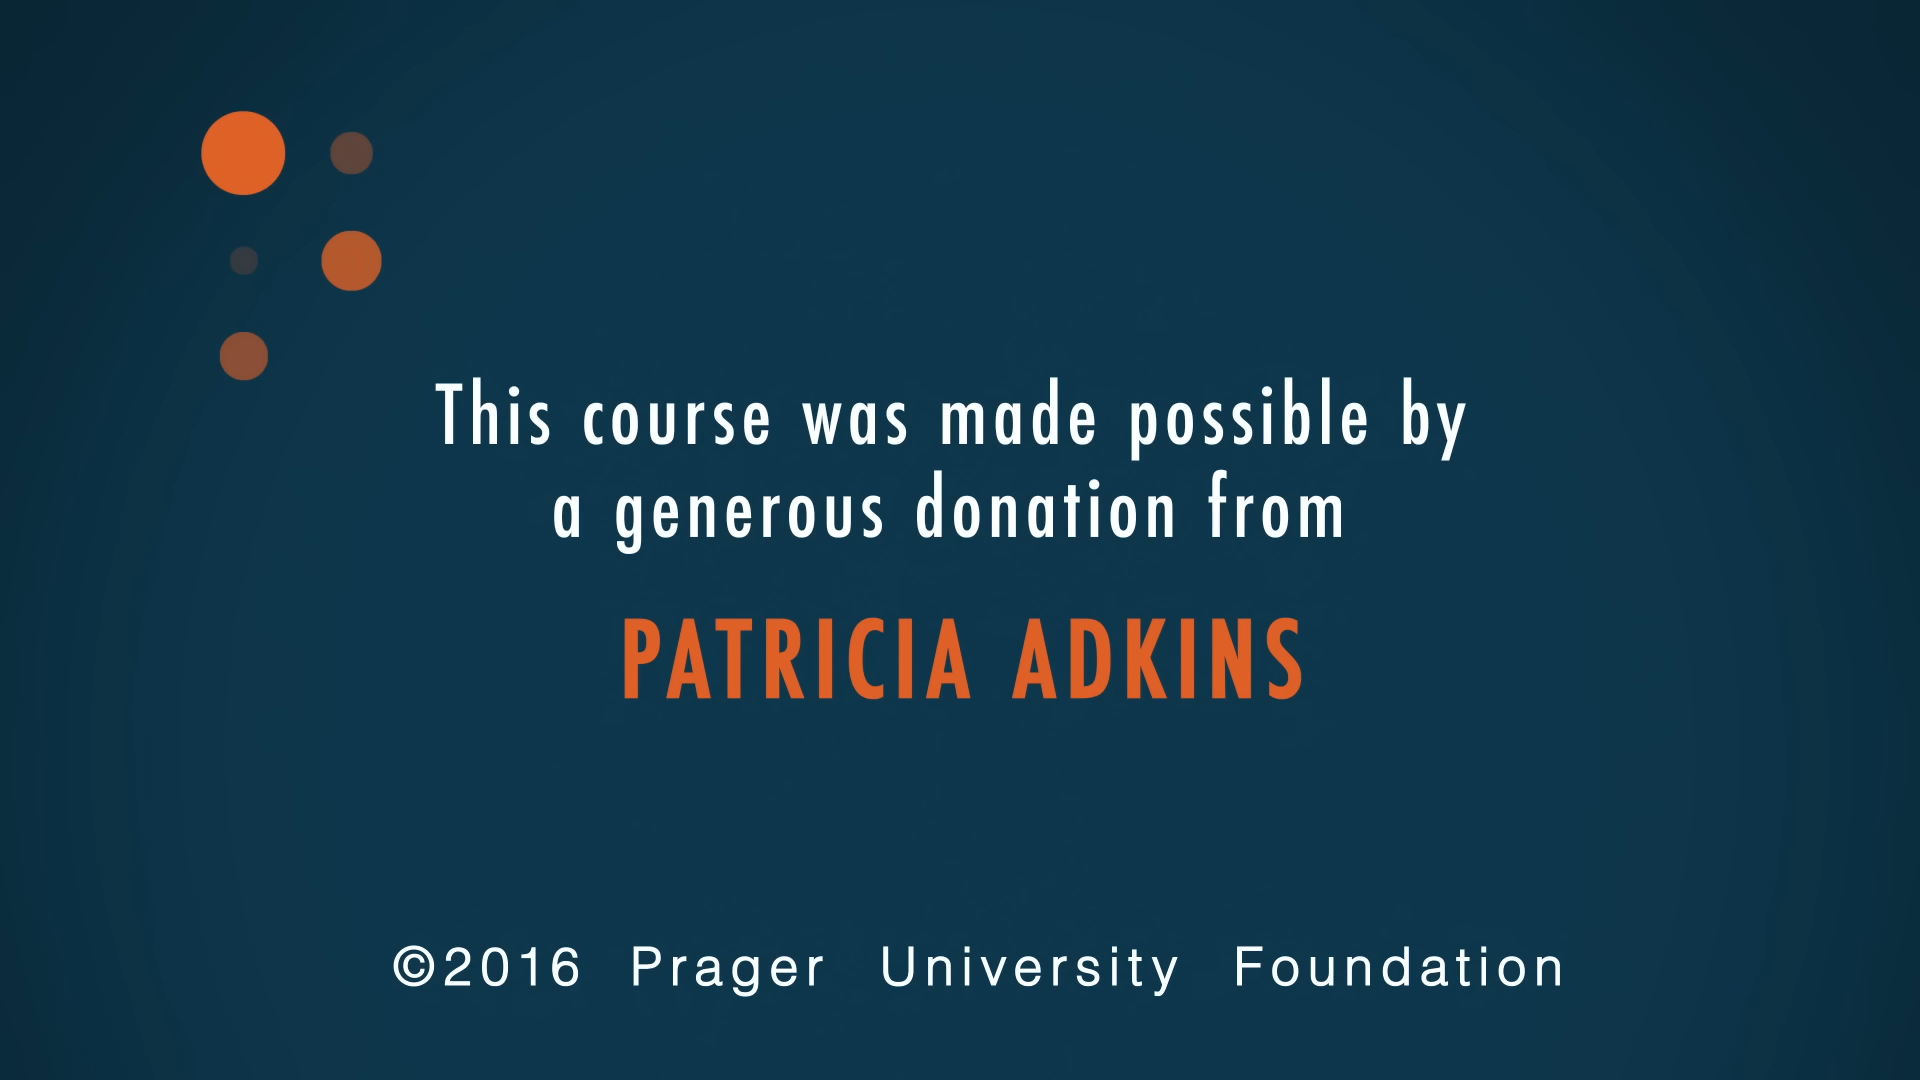 This course was made possible by
a generous donation from
PATRICIA ADKINS
©2016 Prager University Foundation